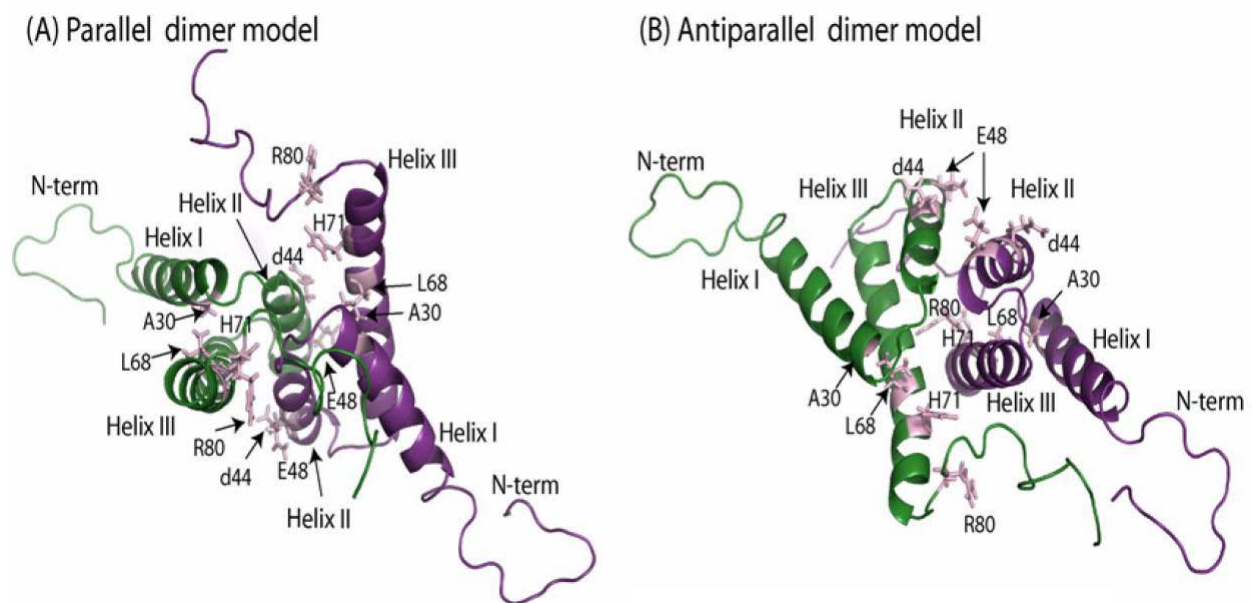 (A) Parallel dimer model
R80
Helix III
N-term
Helix II
Helix I
H71
d44
L68
A30
A30
H71
L68
E48
Helix III
R80
d44
E48
Helix I
Helix II
N-term
(B) Antiparallel dimer model
Helix II
E48
N-term
d44
Helix III
Helix II
d44
Helix I
A30
R80
L68
H71
Helix I
A30
L68
H71
Helix III
N-term
R80